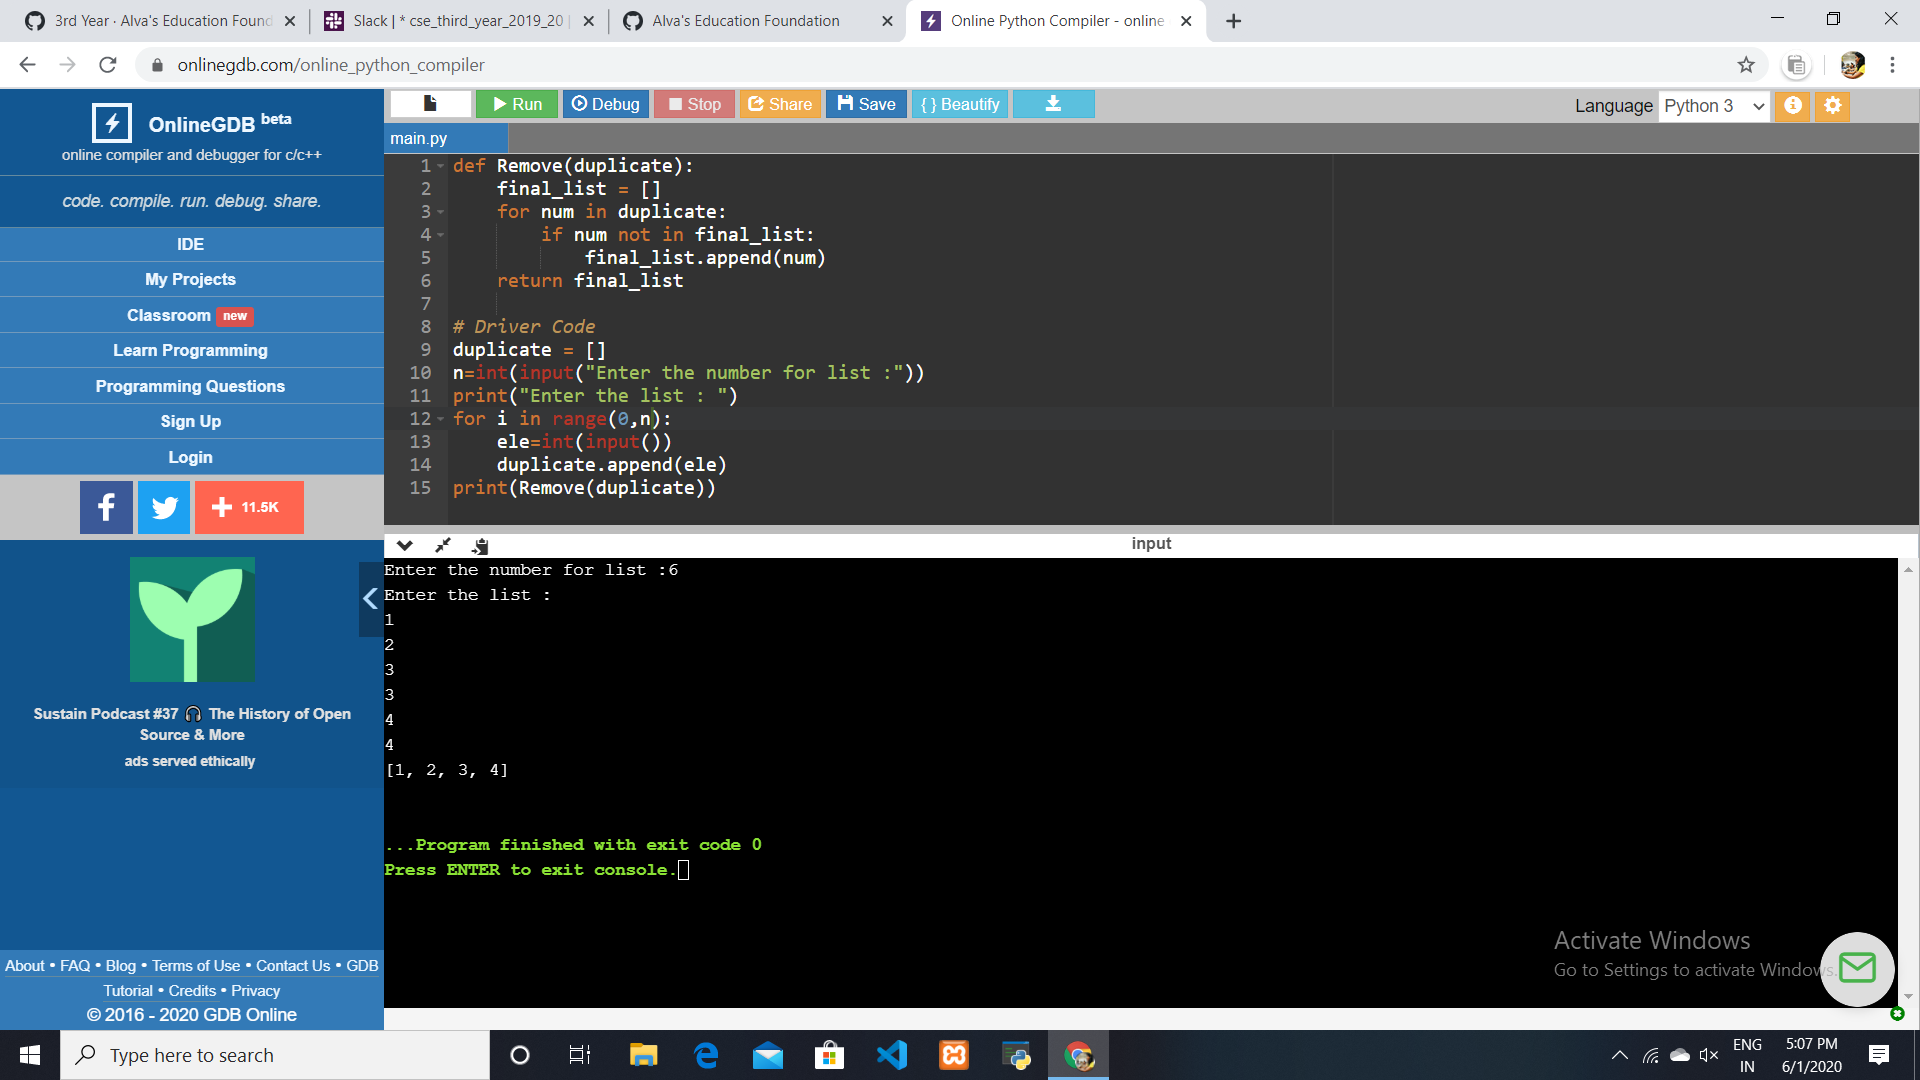 3rd Year · Alva's Education Found
Slack | * cse_third_year_2019_20 |
Alva's Education Foundation
Online Python Compiler - online
onlinegdb.com/online_python_compiler
OnlineGDB beta
online compiler and debugger for c/c++
code. compile. run. debug. share.
IDE
My Projects
Classroom new
Learn Programming
Programming Questions
Sign Up
Login
11.5K
Sustain Podcast #37 🎧 The History of Open
Source & More
ads served ethically
About • FAQ • Blog • Terms of Use • Contact Us • GDB
Tutorial • Credits • Privacy
© 2016 - 2020 GDB Online
Run
Debug
Stop
Share
Save
{ } Beautify
Language Python 3
main.py
1 def Remove(duplicate):
2     final_list = []
3     for num in duplicate:
4         if num not in final_list:
5             final_list.append(num)
6     return final_list
7
8 # Driver Code
9 duplicate = []
10 n=int(input("Enter the number for list :"))
11 print("Enter the list : ")
12 for i in range(0,n):
13     ele=int(input())
14     duplicate.append(ele)
15 print(Remove(duplicate))
input
Enter the number for list :6
Enter the list :
1
2
3
3
4
4
[1, 2, 3, 4]
...Program finished with exit code 0
Press ENTER to exit console.
Activate Windows
Go to Settings to activate Windows.
Type here to search
ENG
IN
5:07 PM
6/1/2020